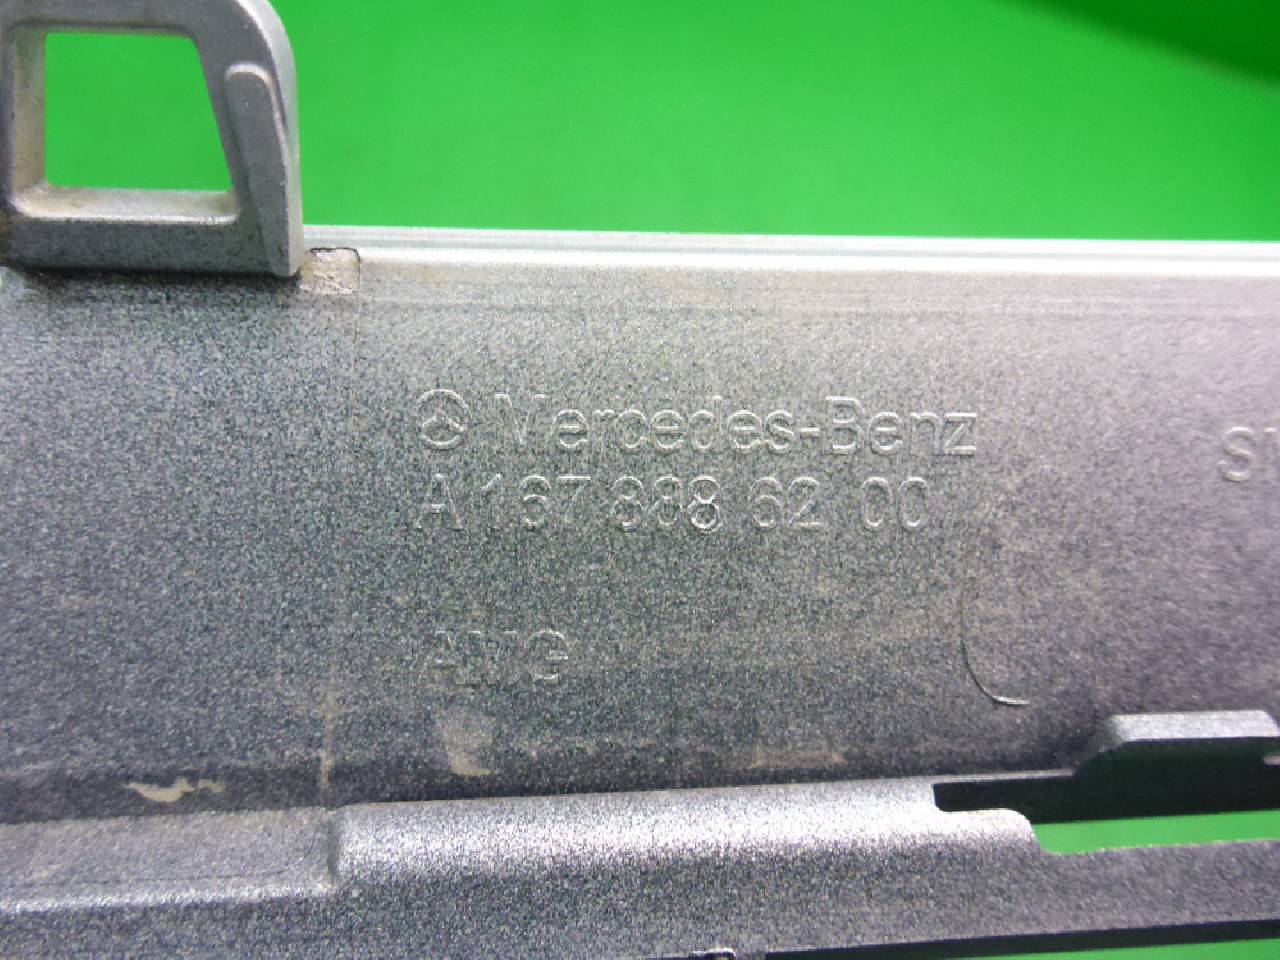 Mercedes-Benz
A 167 888 62 00
AMG